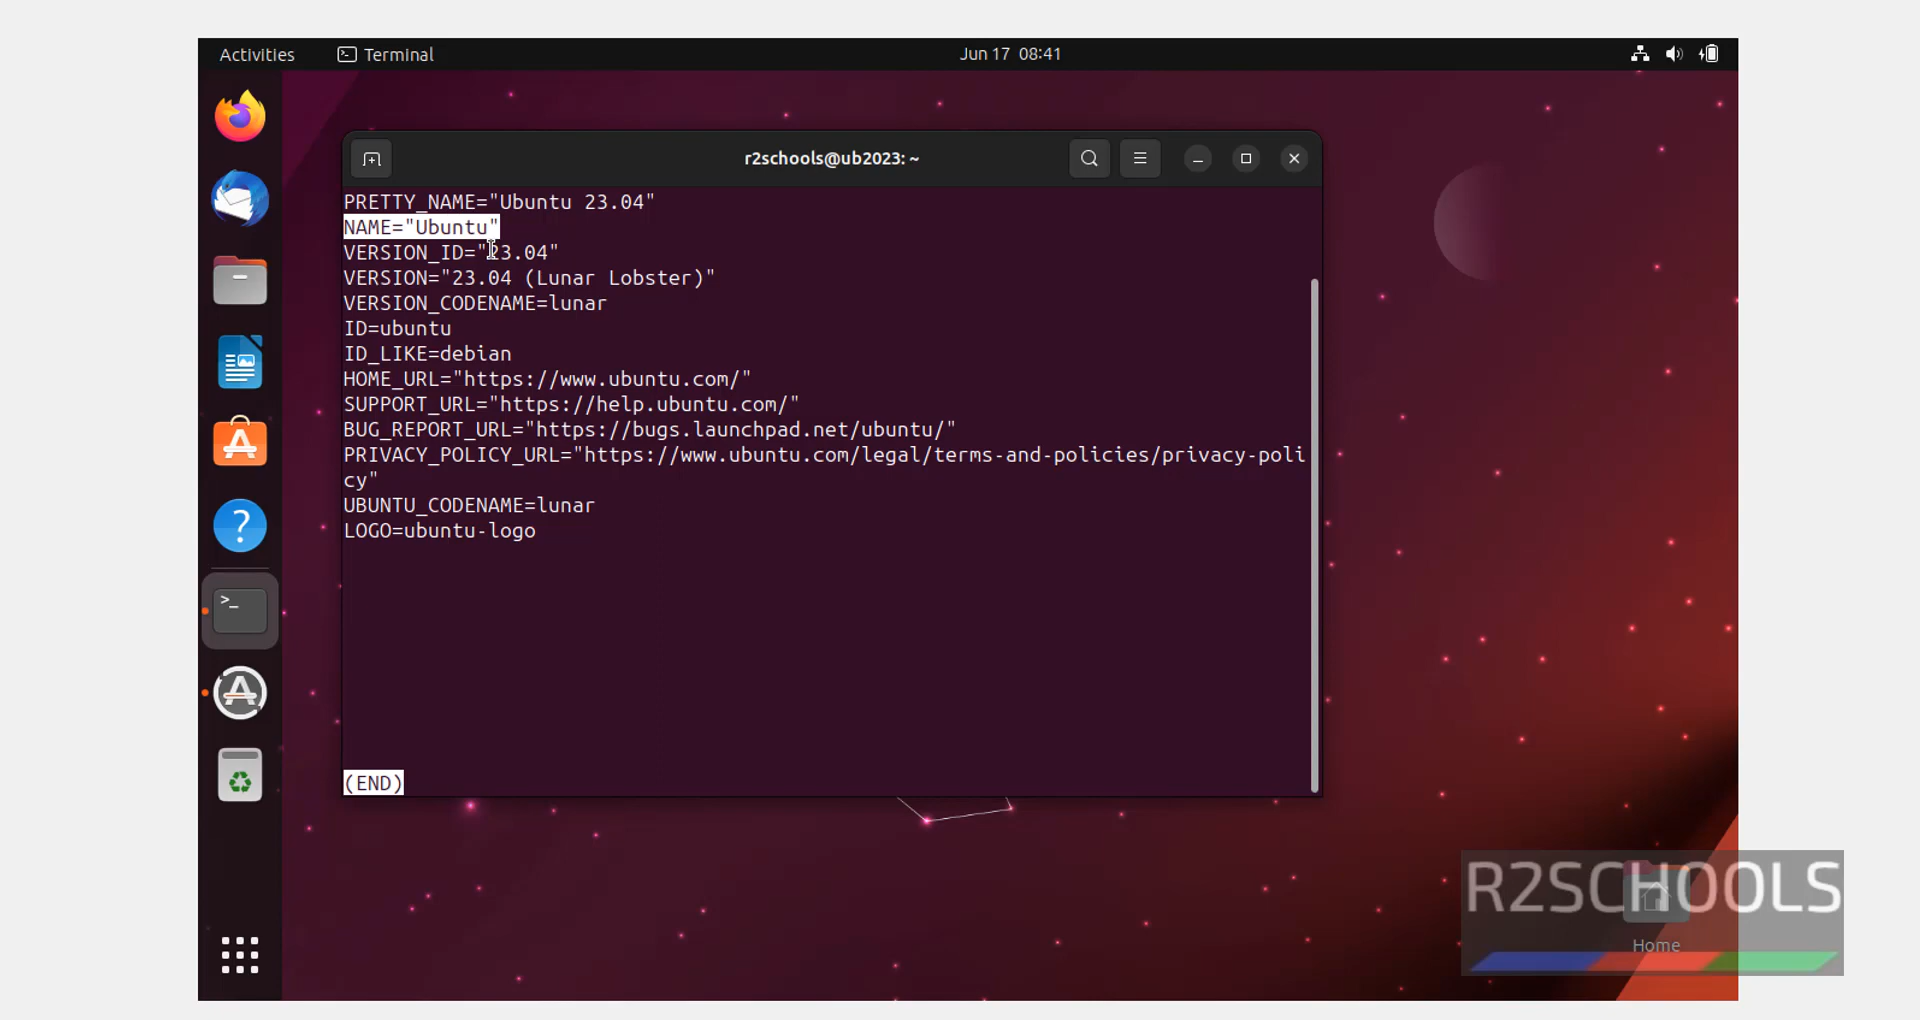 Activities
Terminal
Jun 17 08:41
r2schools@ub2023: ~
PRETTY_NAME="Ubuntu 23.04"
NAME="Ubuntu"
VERSION_ID="23.04"
VERSION="23.04 (Lunar Lobster)"
VERSION_CODENAME=lunar
ID=ubuntu
ID_LIKE=debian
HOME_URL="https://www.ubuntu.com/"
SUPPORT_URL="https://help.ubuntu.com/"
BUG_REPORT_URL="https://bugs.launchpad.net/ubuntu/"
PRIVACY_POLICY_URL="https://www.ubuntu.com/legal/terms-and-policies/privacy-poli
cy"
UBUNTU_CODENAME=lunar
LOGO=ubuntu-logo
(END)
R2SCHOOLS
Home